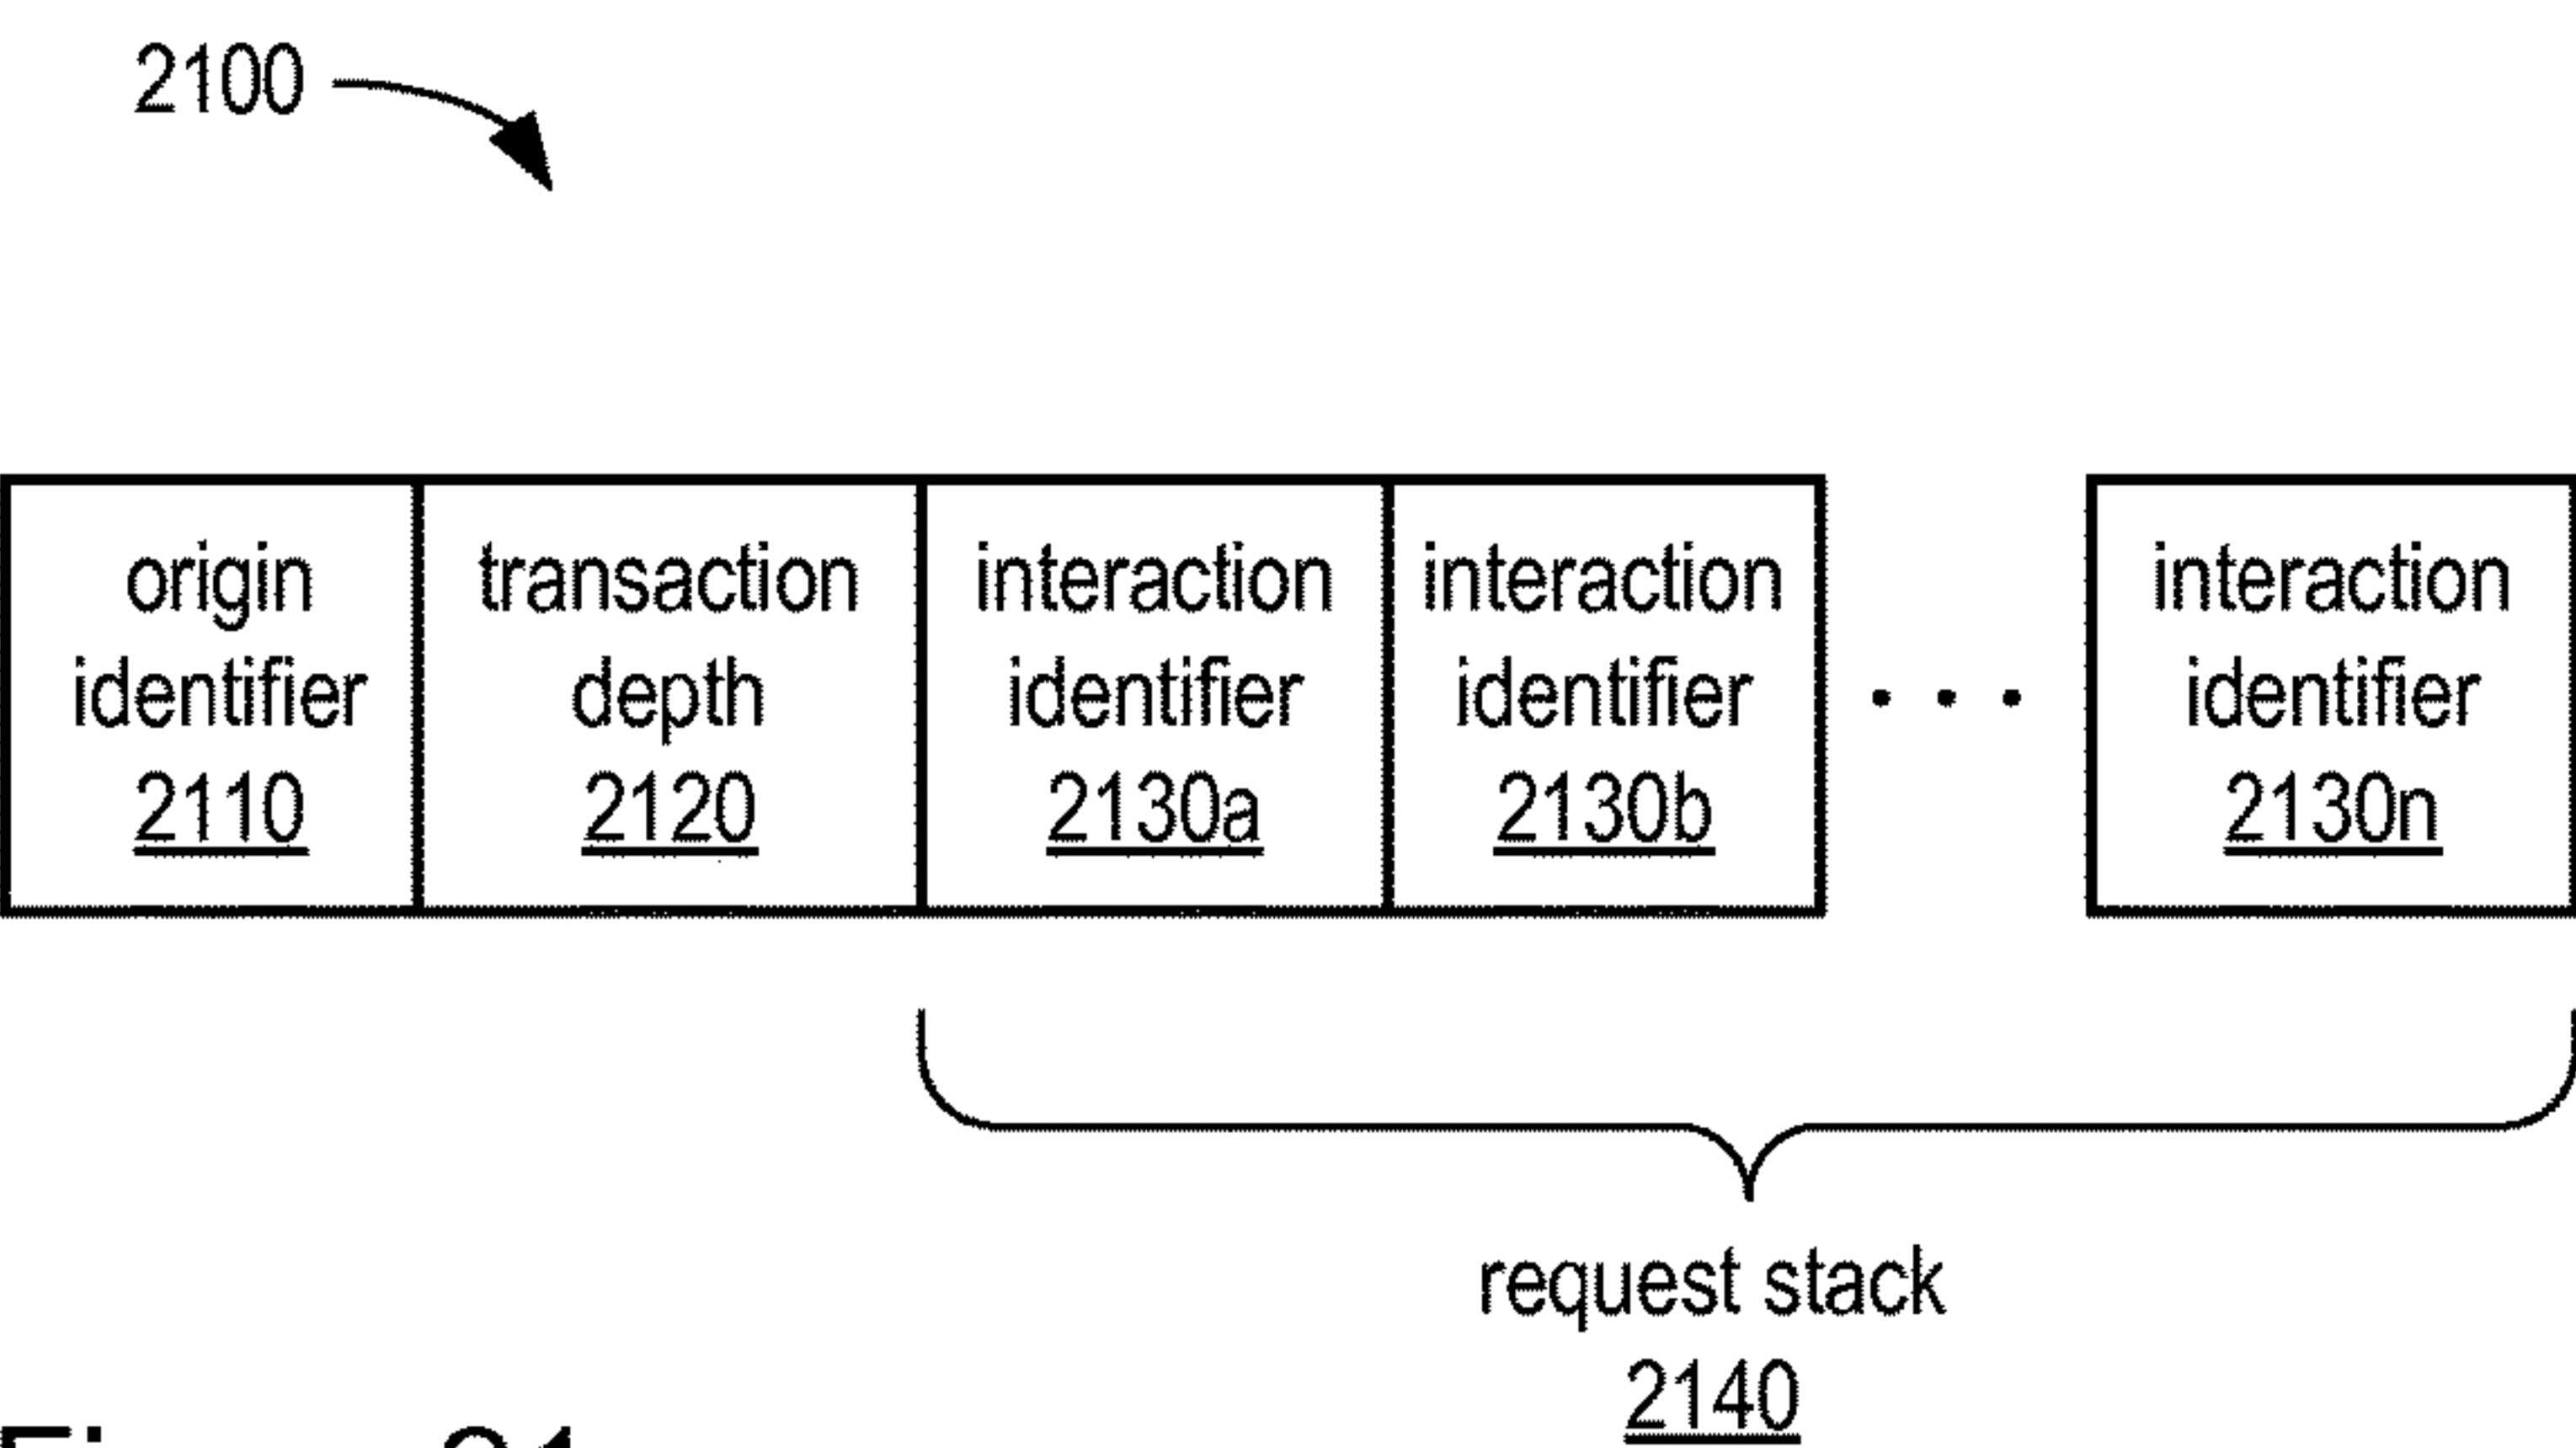 2100
origin
identifier
2110
transaction
depth
2120
interaction
identifier
2130a
interaction
identifier
2130b
. . .
interaction
identifier
2130n
request stack
2140